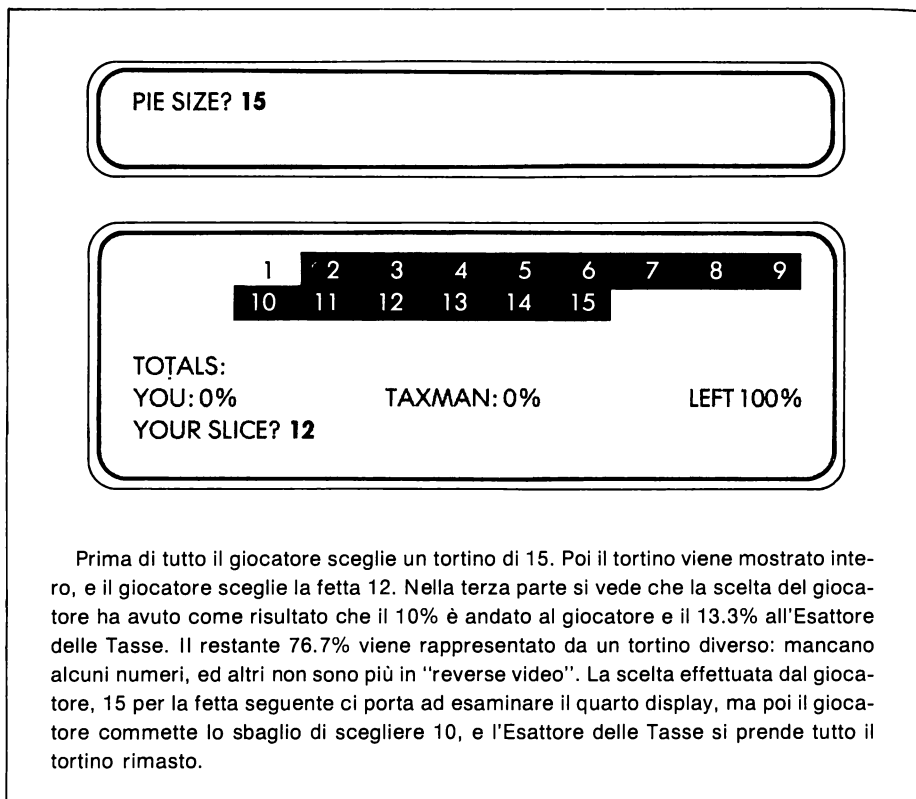 PIE SIZE? 15
1 2 3 4 5 6 7 8 9
10 11 12 13 14 15
TOTALS:
YOU: 0% TAXMAN: 0% LEFT 100%
YOUR SLICE? 12
Prima di tutto il giocatore sceglie un tortino di 15. Poi il tortino viene mostrato inte-
ro, e il giocatore sceglie la fetta 12. Nella terza parte si vede che la scelta del gioca-
tore ha avuto come risultato che il 10% è andato al giocatore e il 13.3% all'Esattore
delle Tasse. Il restante 76.7% viene rappresentato da un tortino diverso: mancano
alcuni numeri, ed altri non sono più in "reverse video". La scelta effettuata dal gioca-
tore, 15 per la fetta seguente ci porta ad esaminare il quarto display, ma poi il gioca-
tore commette lo sbaglio di scegliere 10, e l'Esattore delle Tasse si prende tutto il
tortino rimasto.